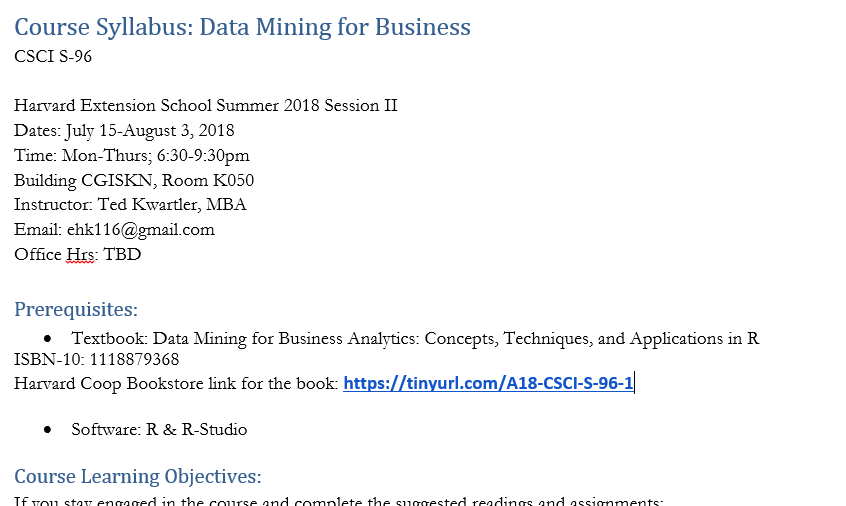 Course Syllabus: Data Mining for Business
CSCI S-96
Harvard Extension School Summer 2018 Session II
Dates: July 15-August 3, 2018
Time: Mon-Thurs; 6:30-9:30pm
Building CGISKN, Room K050
Instructor: Ted Kwartler, MBA
Email: ehk116@gmail.com
Office Hrs: TBD
Prerequisites:
• Textbook: Data Mining for Business Analytics: Concepts, Techniques, and Applications in R
ISBN-10: 1118879368
Harvard Coop Bookstore link for the book: https://tinyurl.com/A18-CSCI-S-96-1
• Software: R & R-Studio
Course Learning Objectives:
If you stay engaged in the course and complete the suggested readings and assignments: